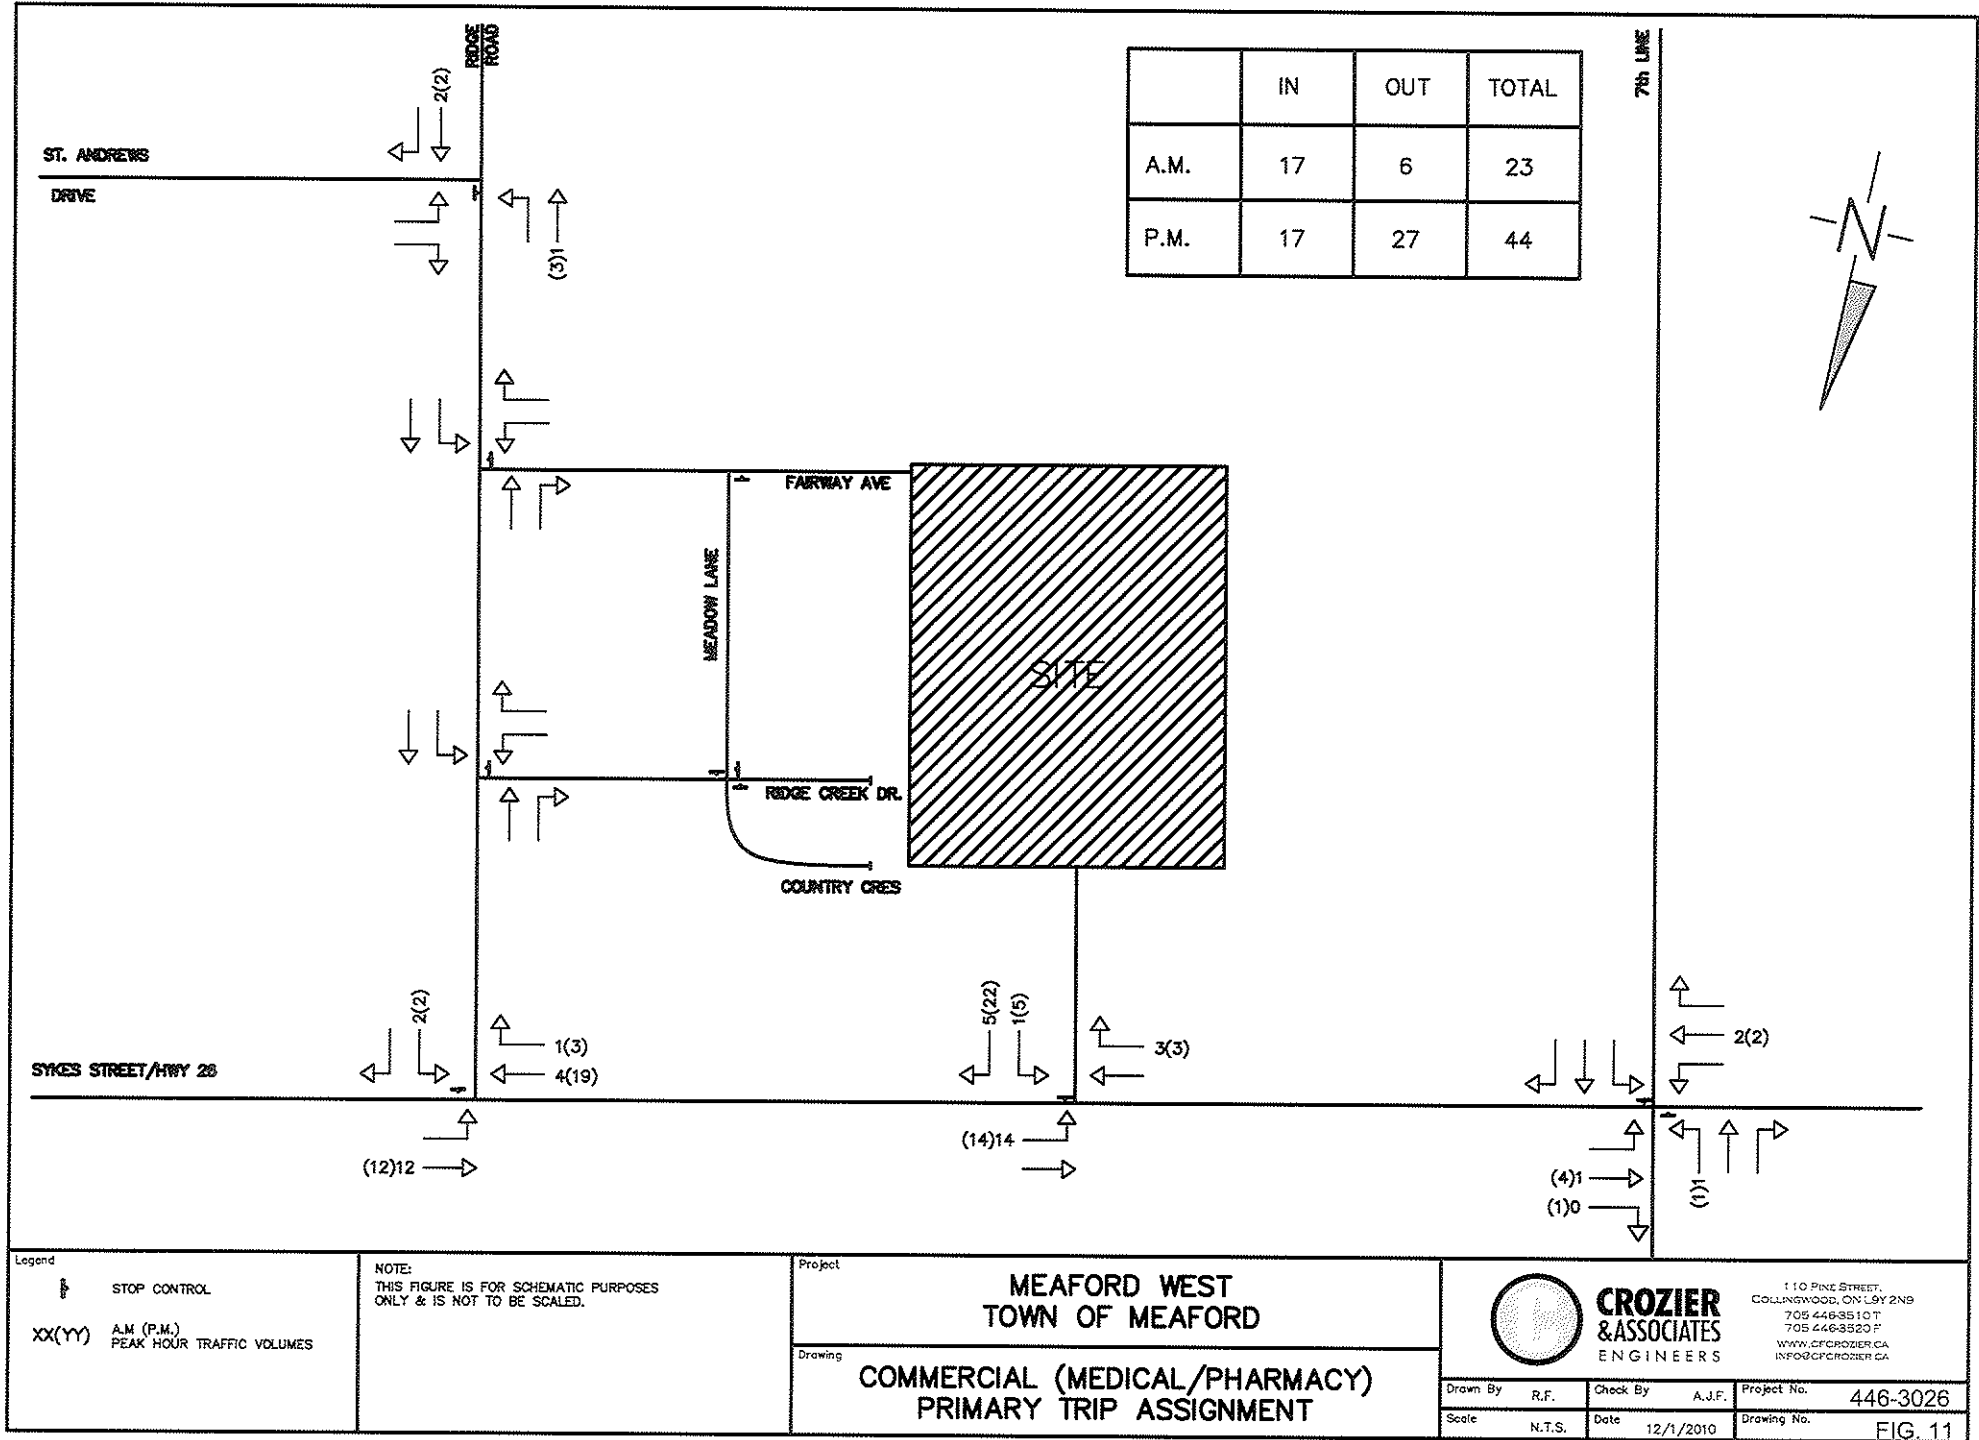 RIDGE
ROAD
7th LINE
IN OUT TOTAL
A.M. 17 6 23
P.M. 17 27 44
2(2)
ST. ANDREWS
DRIVE
(3)1
N
FAIRWAY AVE
MEADOW LANE
SITE
RIDGE CREEK DR.
COUNTRY CRES
2(2)
1(3)
4(19)
5(22)
1(5)
3(3)
2(2)
SYKES STREET/HWY 26
(12)12
(14)14
(4)1
(1)0
(1)1
Legend
STOP CONTROL
XX(YY) A.M (P.M.)
PEAK HOUR TRAFFIC VOLUMES
NOTE:
THIS FIGURE IS FOR SCHEMATIC PURPOSES
ONLY & IS NOT TO BE SCALED.
Project
MEAFORD WEST
TOWN OF MEAFORD
Drawing
COMMERCIAL (MEDICAL/PHARMACY)
PRIMARY TRIP ASSIGNMENT
CROZIER
&ASSOCIATES
ENGINEERS
110 PINE STREET,
COLLINGWOOD, ON L9Y 2N9
705 446-3510 T
705 446-3520 F
WWW.CFCROZIER.CA
INFO@CFCROZIER.CA
Drawn By R.F. Check By A.J.F. Project No. 446-3026
Scale N.T.S. Date 12/1/2010 Drawing No. FIG. 11